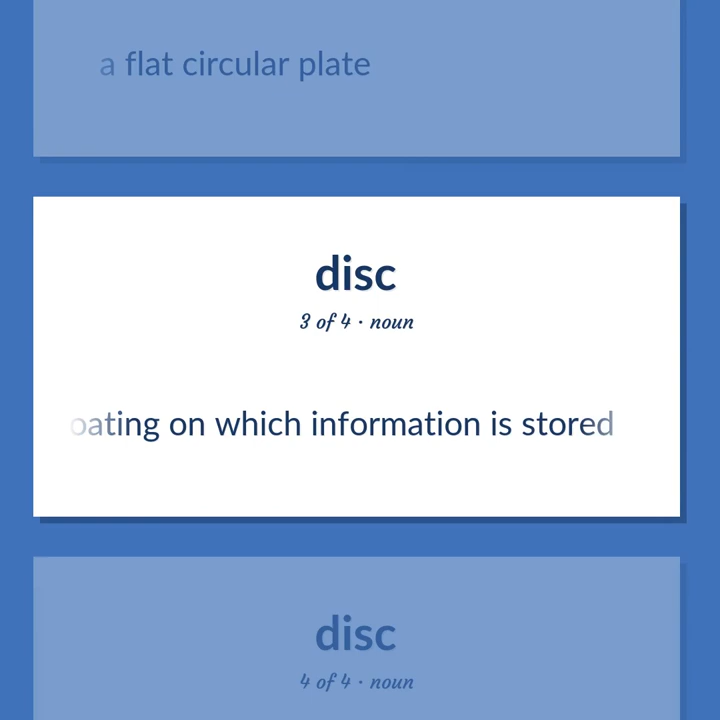 a flat circular plate
disc
3 of 4 · noun
oating on which information is stored
disc
4 of 4 · noun